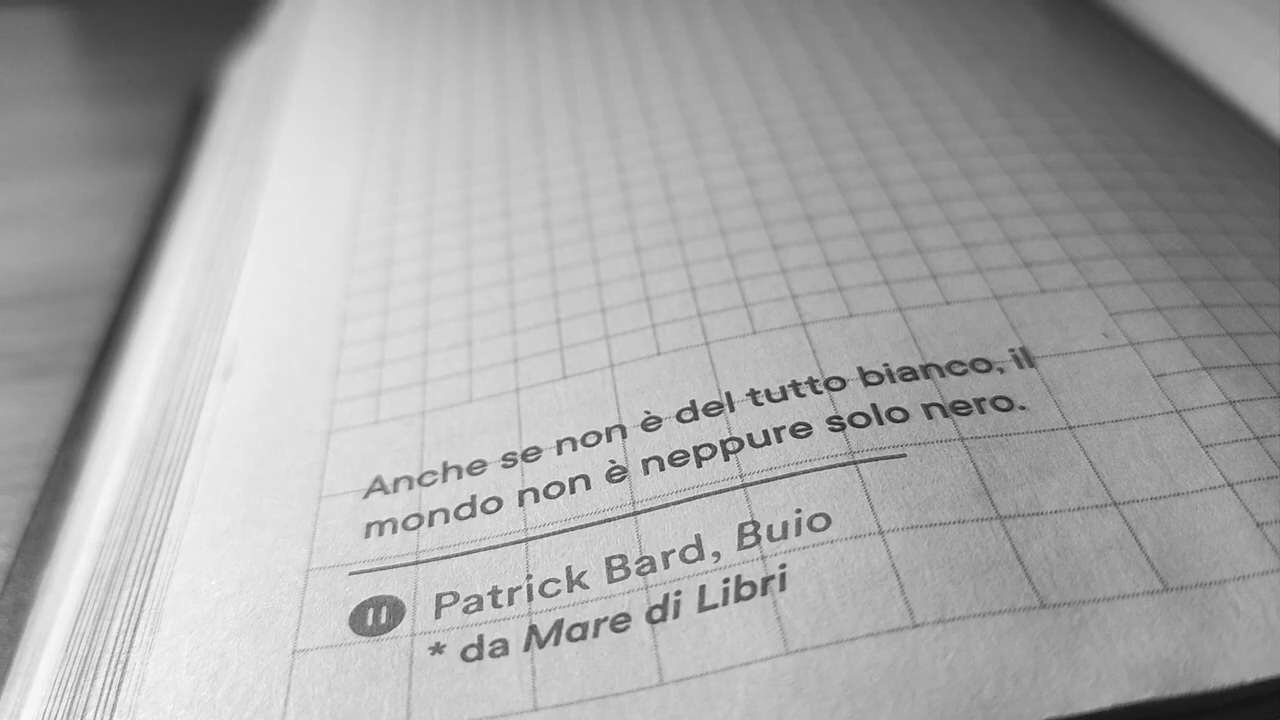 Anche se non è del tutto bianco, il
mondo non è neppure solo nero.
Patrick Bard, Buio
* da Mare di Libri